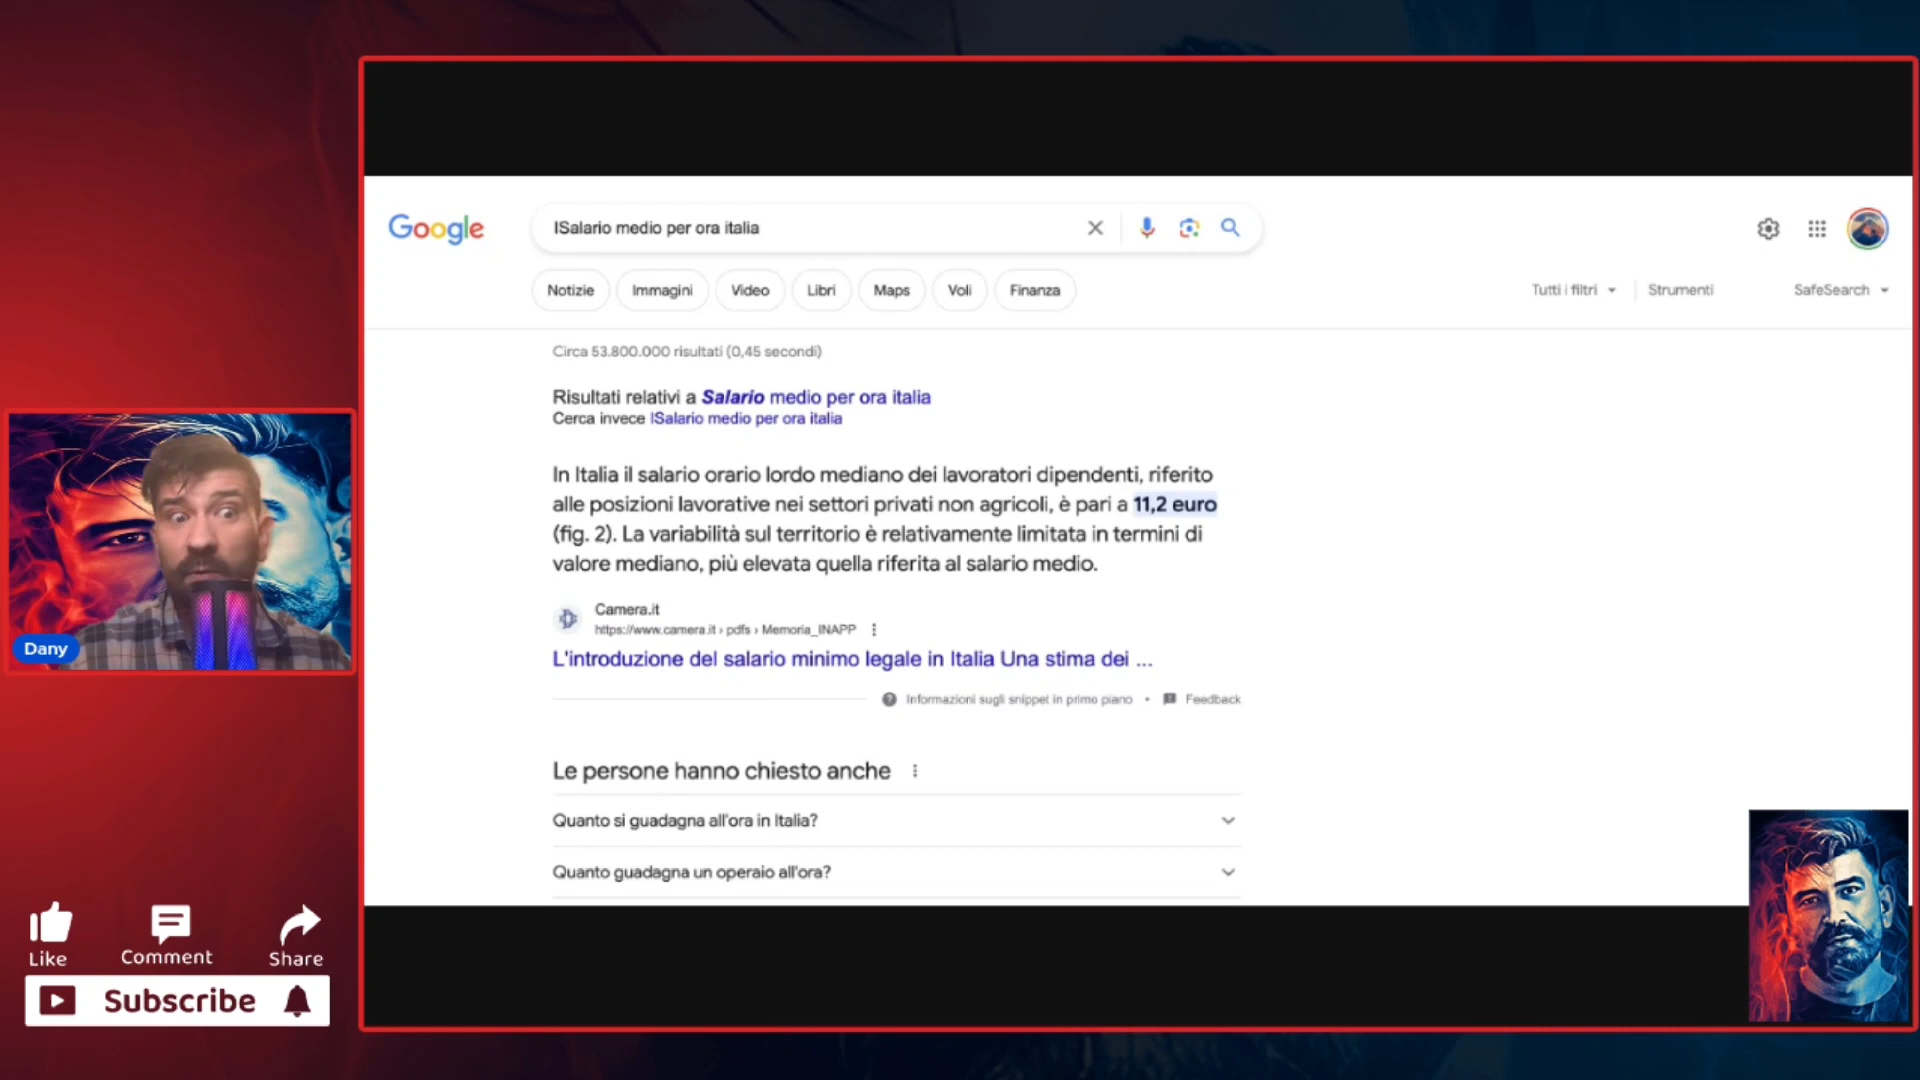 Google
lSalario medio per ora italia
Notizie
Immagini
Video
Libri
Maps
Voli
Finanza
Tutti i filtri
Strumenti
SafeSearch
Circa 53.800.000 risultati (0,45 secondi)
Risultati relativi a Salario medio per ora italia
Cerca invece lSalario medio per ora italia
In Italia il salario orario lordo mediano dei lavoratori dipendenti, riferito
alle posizioni lavorative nei settori privati non agricoli, è pari a 11,2 euro
(fig. 2). La variabilità sul territorio è relativamente limitata in termini di
valore mediano, più elevata quella riferita al salario medio.
Camera.it
https://www.camera.it › pdfs › Memoria_INAPP
L'introduzione del salario minimo legale in Italia Una stima dei ...
Informazioni sugli snippet in primo piano • Feedback
Le persone hanno chiesto anche
Quanto si guadagna all'ora in Italia?
Quanto guadagna un operaio all'ora?
Dany
Like
Comment
Share
Subscribe